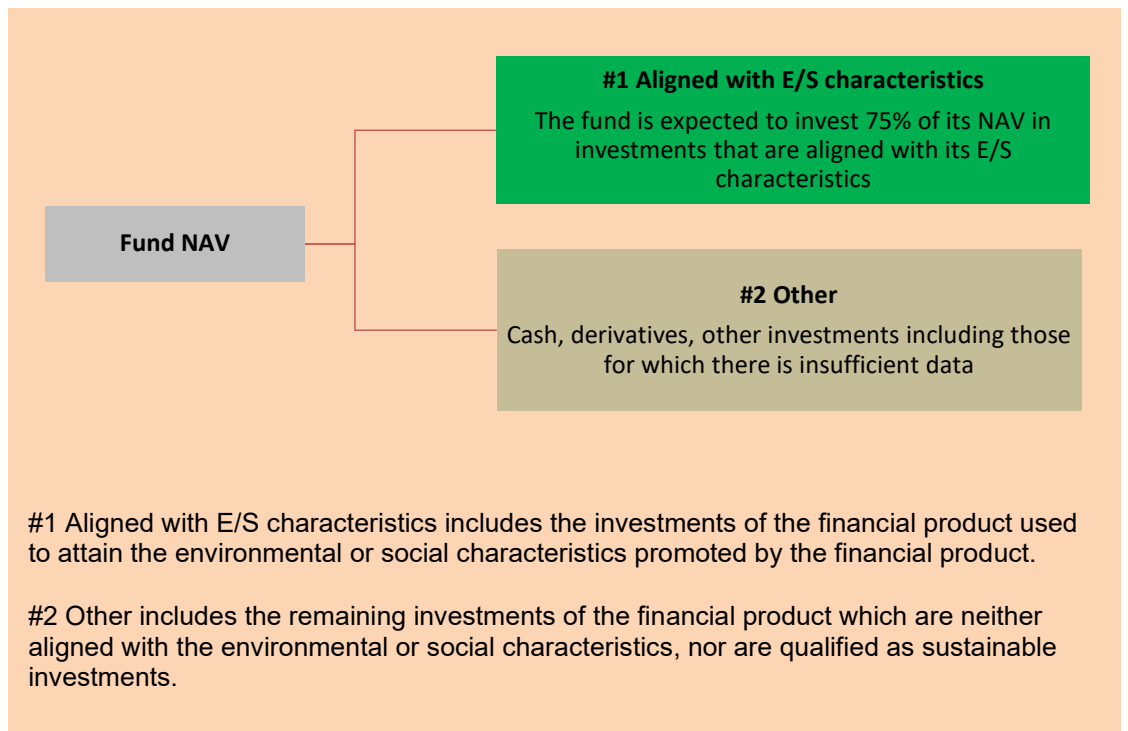 #1 Aligned with E/S characteristics
The fund is expected to invest 75% of its NAV in
investments that are aligned with its E/S
characteristics
Fund NAV
#2 Other
Cash, derivatives, other investments including those
for which there is insufficient data
#1 Aligned with E/S characteristics includes the investments of the financial product used
to attain the environmental or social characteristics promoted by the financial product.
#2 Other includes the remaining investments of the financial product which are neither
aligned with the environmental or social characteristics, nor are qualified as sustainable
investments.